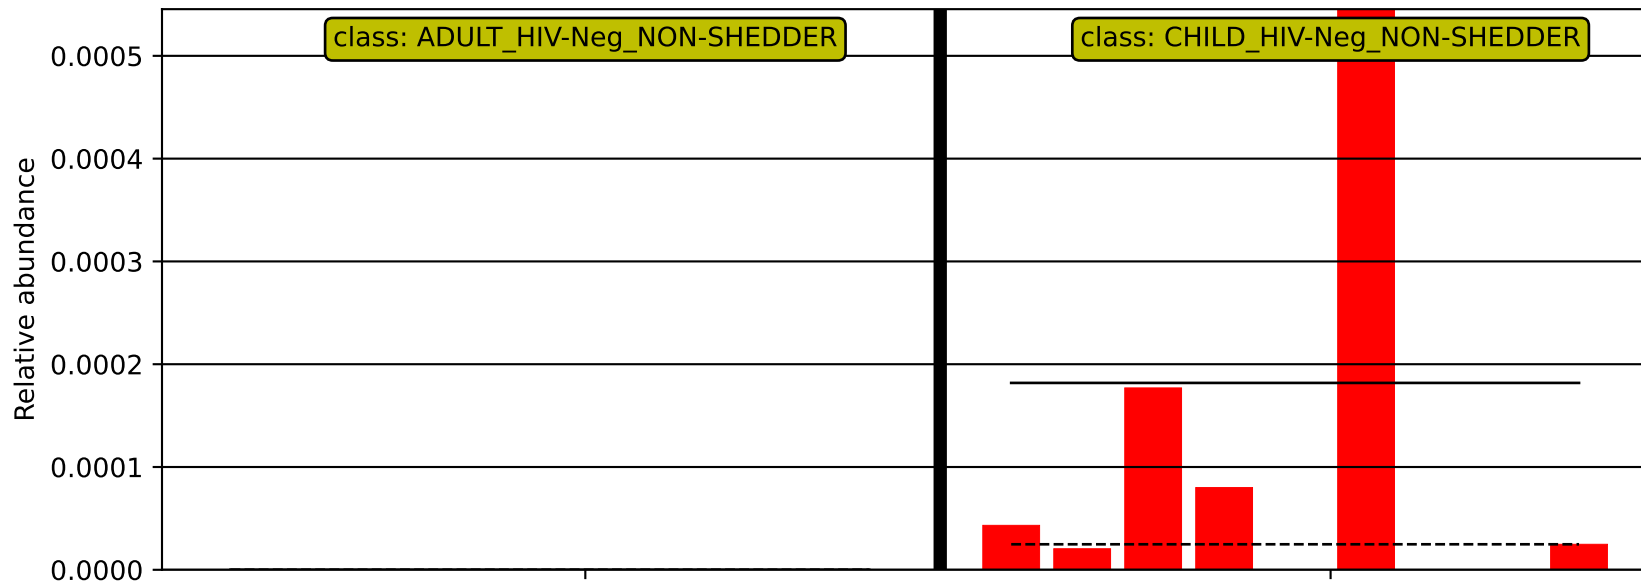 class: ADULT_HIV-Neg_NON-SHEDDER
class: CHILD_HIV-Neg_NON-SHEDDER
Relative abundance
0.0005
0.0004
0.0003
0.0002
0.0001
0.0000